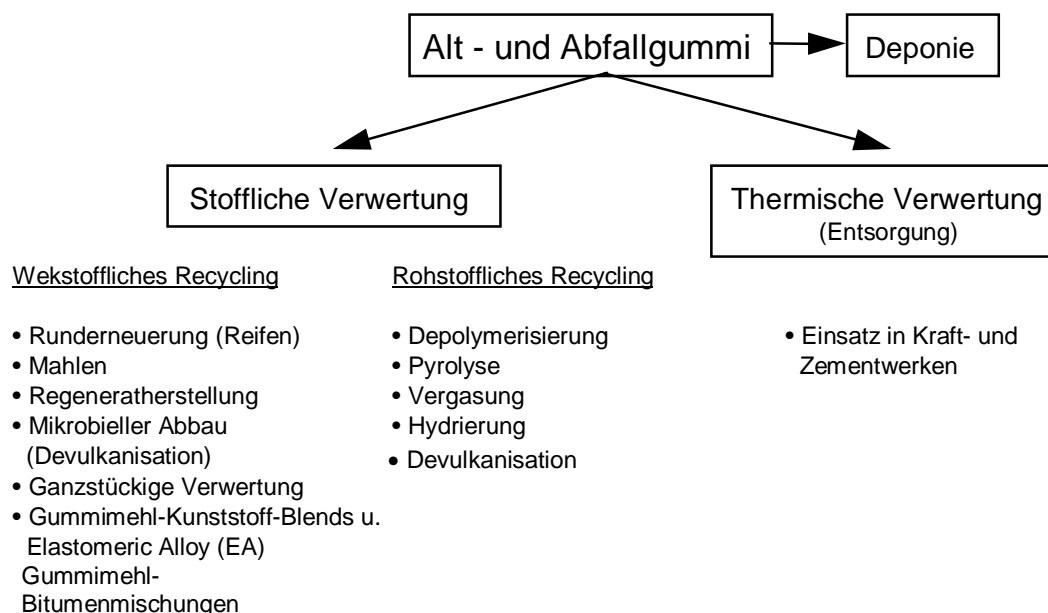 Alt - und Abfallgummi
Deponie
Stoffliche Verwertung
Thermische Verwertung
(Entsorgung)
Wekstoffliches Recycling
• Runderneuerung (Reifen)
• Mahlen
• Regeneratherstellung
• Mikrobieller Abbau
(Devulkanisation)
• Ganzstückige Verwertung
• Gummimehl-Kunststoff-Blends u.
Elastomeric Alloy (EA)
Gummimehl-
Bitumenmischungen
Rohstoffliches Recycling
• Depolymerisierung
• Pyrolyse
• Vergasung
• Hydrierung
• Devulkanisation
• Einsatz in Kraft- und
Zementwerken